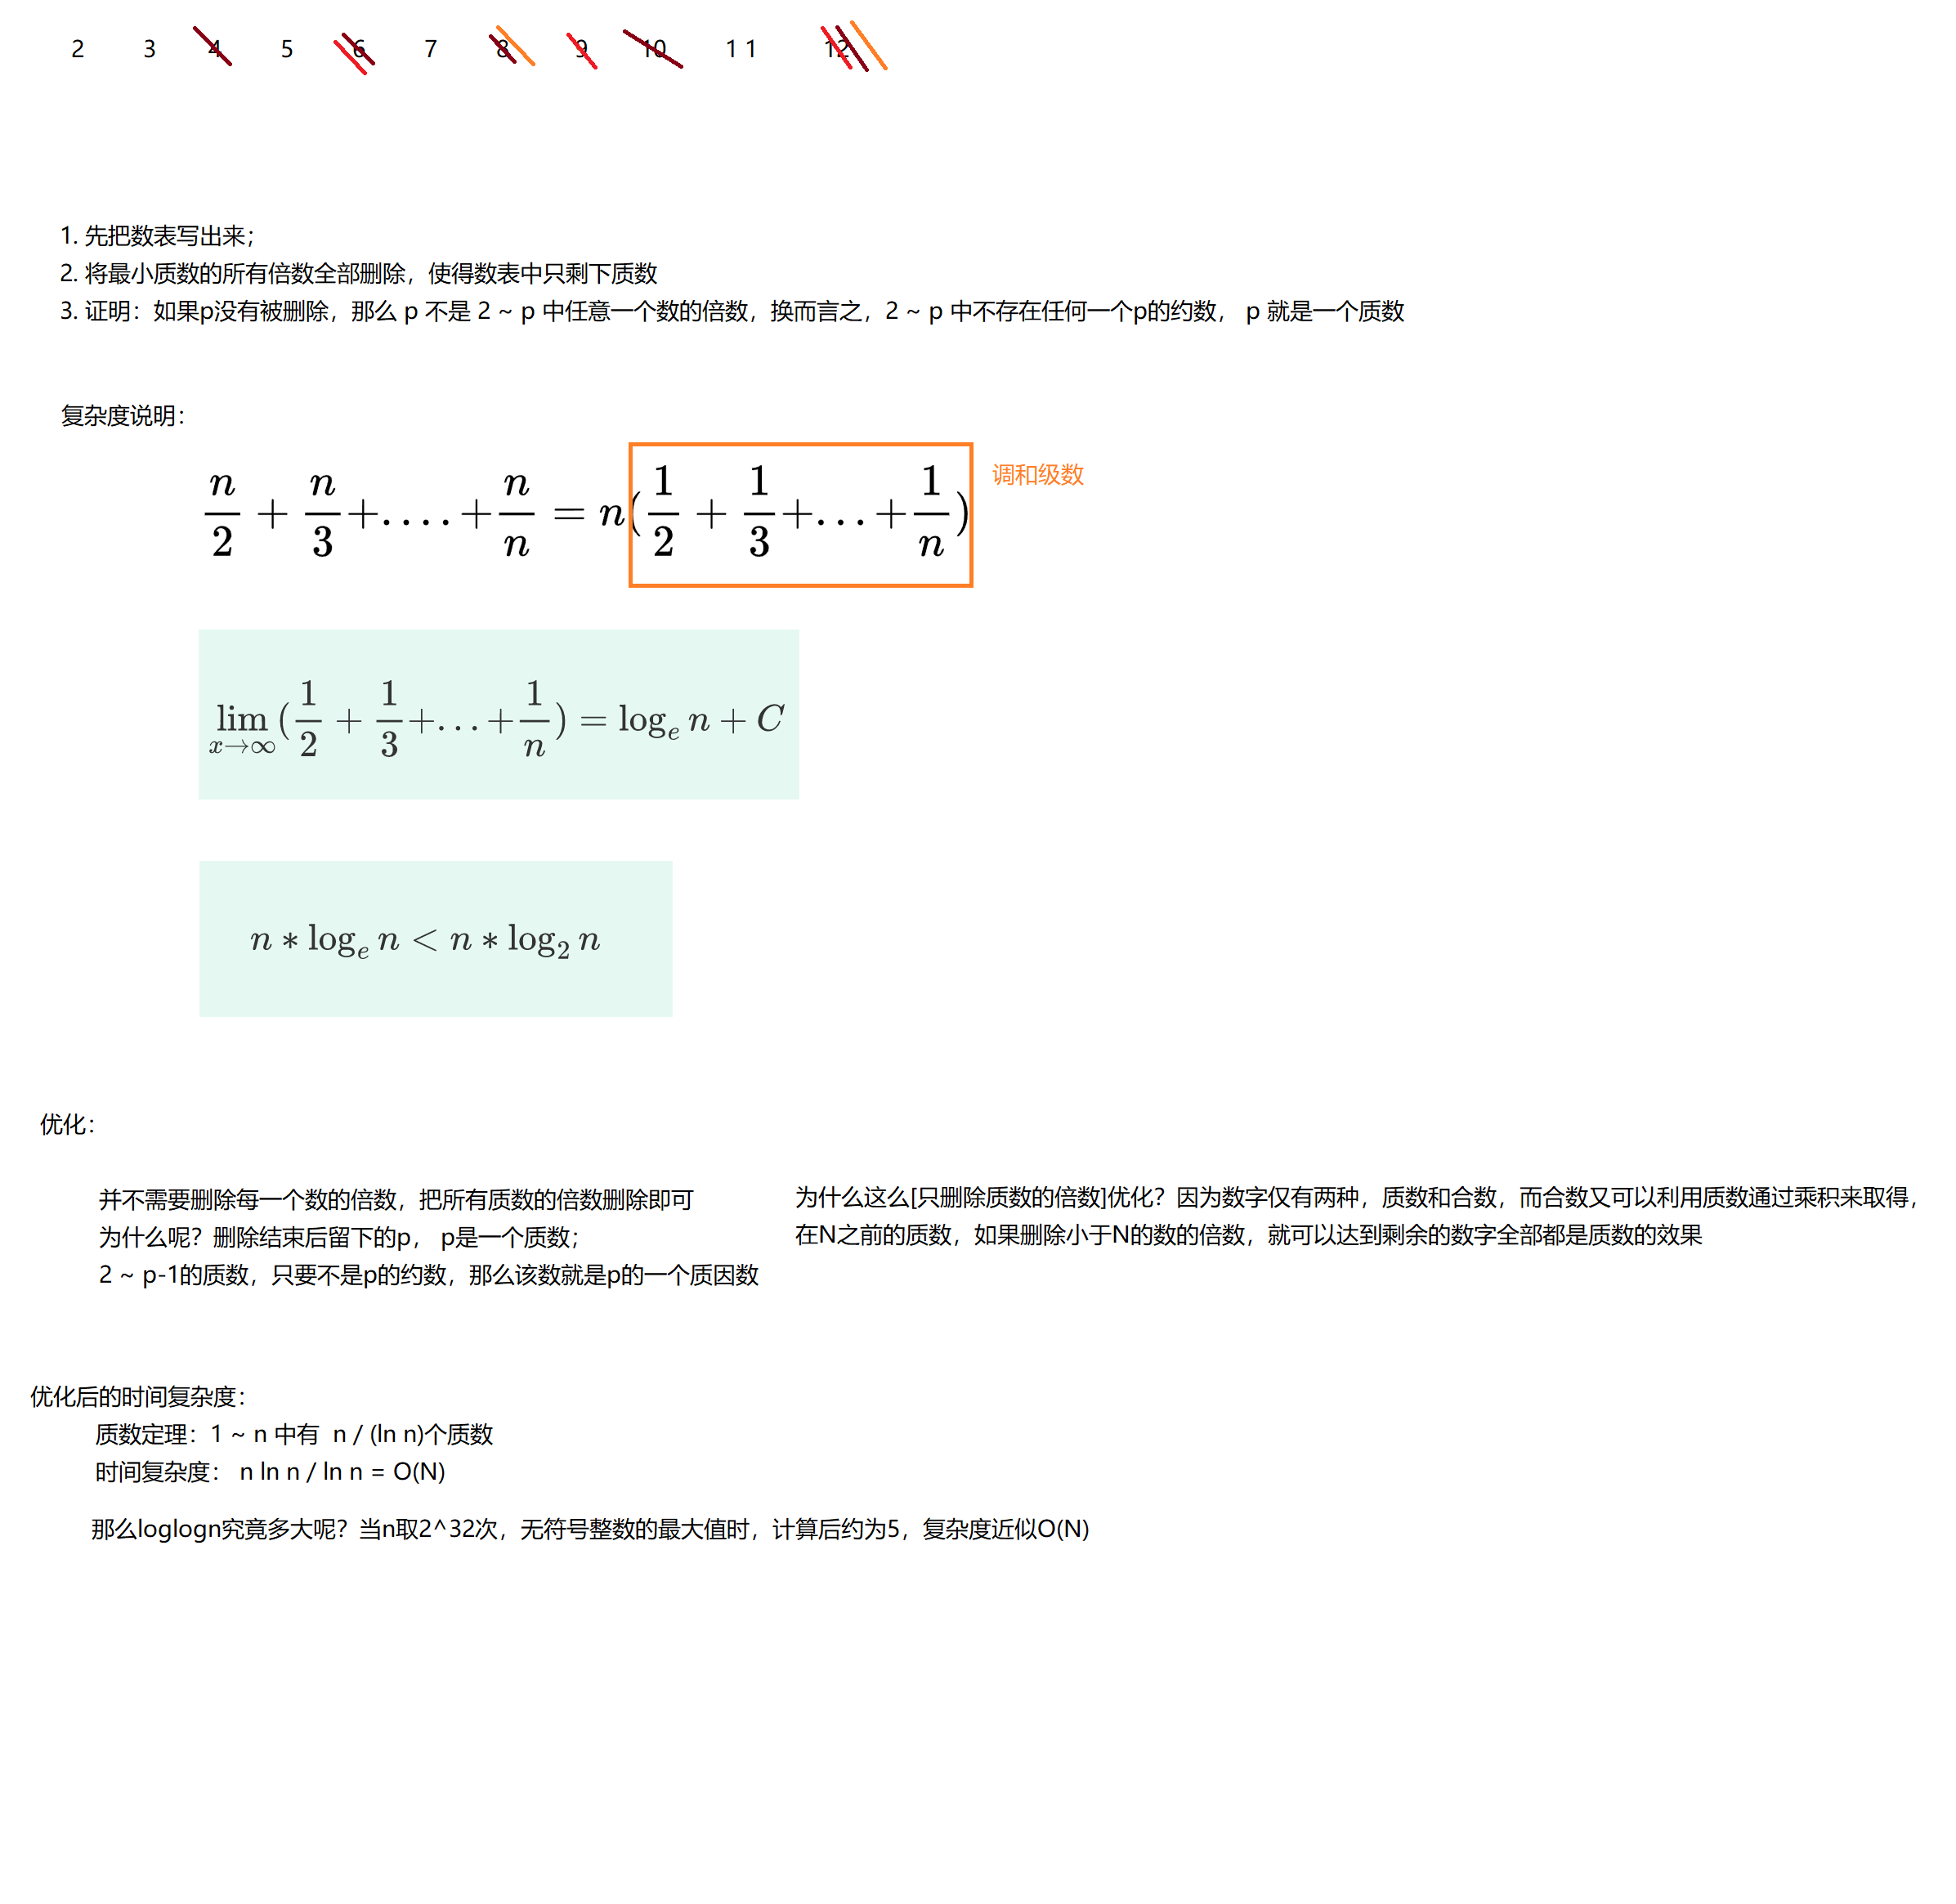 2 3 4 5 6 7 8 9 10 1 1 12
1. 先把数表写出来；
2. 将最小质数的所有倍数全部删除，使得数表中只剩下质数
3. 证明：如果p没有被删除，那么 p 不是 2 ~ p 中任意一个数的倍数，换而言之，2 ~ p 中不存在任何一个p的约数， p 就是一个质数
复杂度说明：
n/2 + n/3 +....+ n/n = n(1/2 + 1/3 +...+ 1/n)
调和级数
lim x→∞ (1/2 + 1/3 +...+ 1/n) = log_e n + C
n * log_e n < n * log_2 n
优化：
并不需要删除每一个数的倍数，把所有质数的倍数删除即可
为什么呢？删除结束后留下的p， p是一个质数；
2 ~ p-1的质数，只要不是p的约数，那么该数就是p的一个质因数
为什么这么[只删除质数的倍数]优化？因为数字仅有两种，质数和合数，而合数又可以利用质数通过乘积来取得，
在N之前的质数，如果删除小于N的数的倍数，就可以达到剩余的数字全部都是质数的效果
优化后的时间复杂度：
质数定理：1 ~ n 中有 n / (ln n)个质数
时间复杂度： n ln n / ln n = O(N)
那么loglogn究竟多大呢？当n取2^32次，无符号整数的最大值时，计算后约为5，复杂度近似O(N)